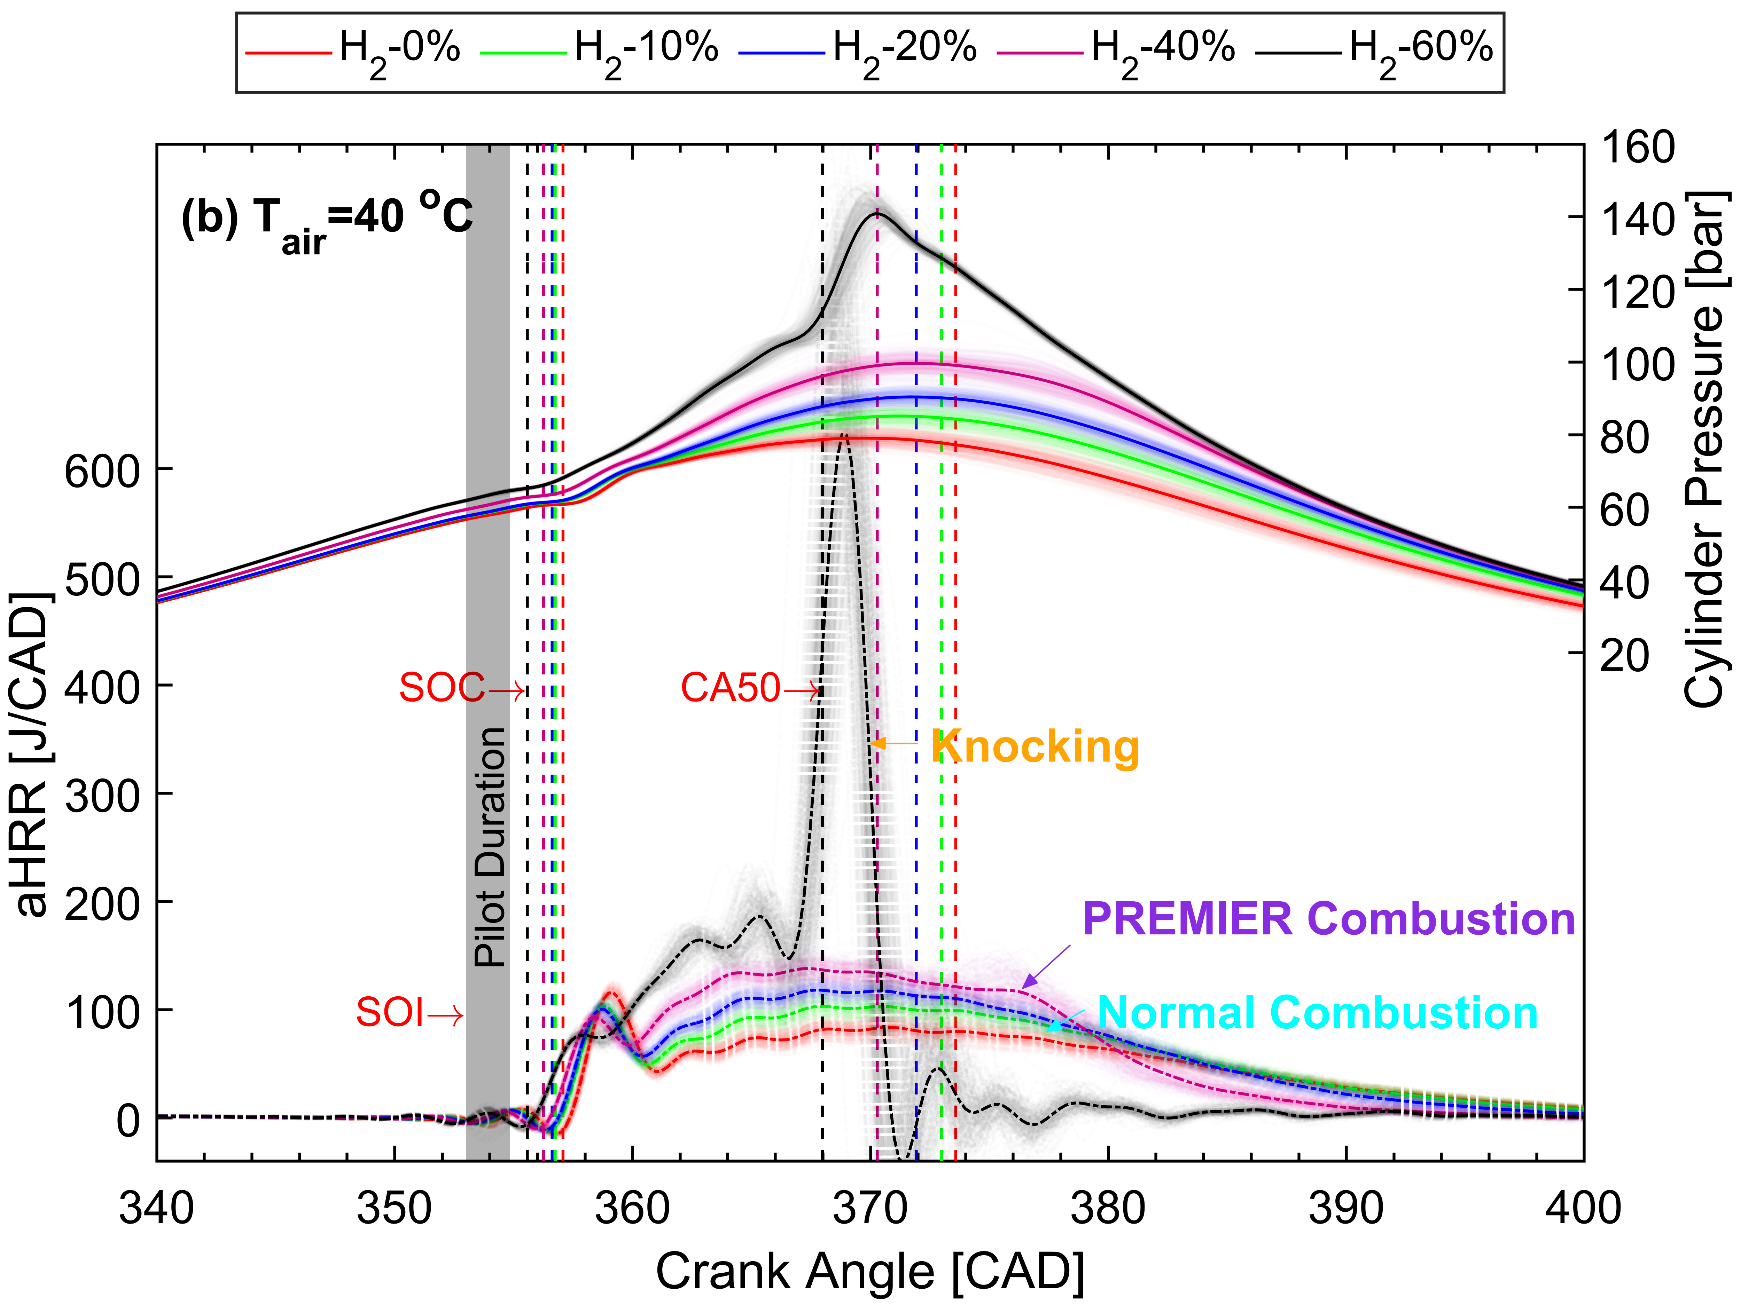 H2-0% H2-10% H2-20% H2-40% H2-60%
(b) Tair=40 oC
160
140
120
100
80
60
40
20
Cylinder Pressure [bar]
600
500
400
300
200
100
0
aHRR [J/CAD]
SOC→
CA50→
Knocking
Pilot Duration
PREMIER Combustion
SOI→
Normal Combustion
340 350 360 370 380 390 400
Crank Angle [CAD]